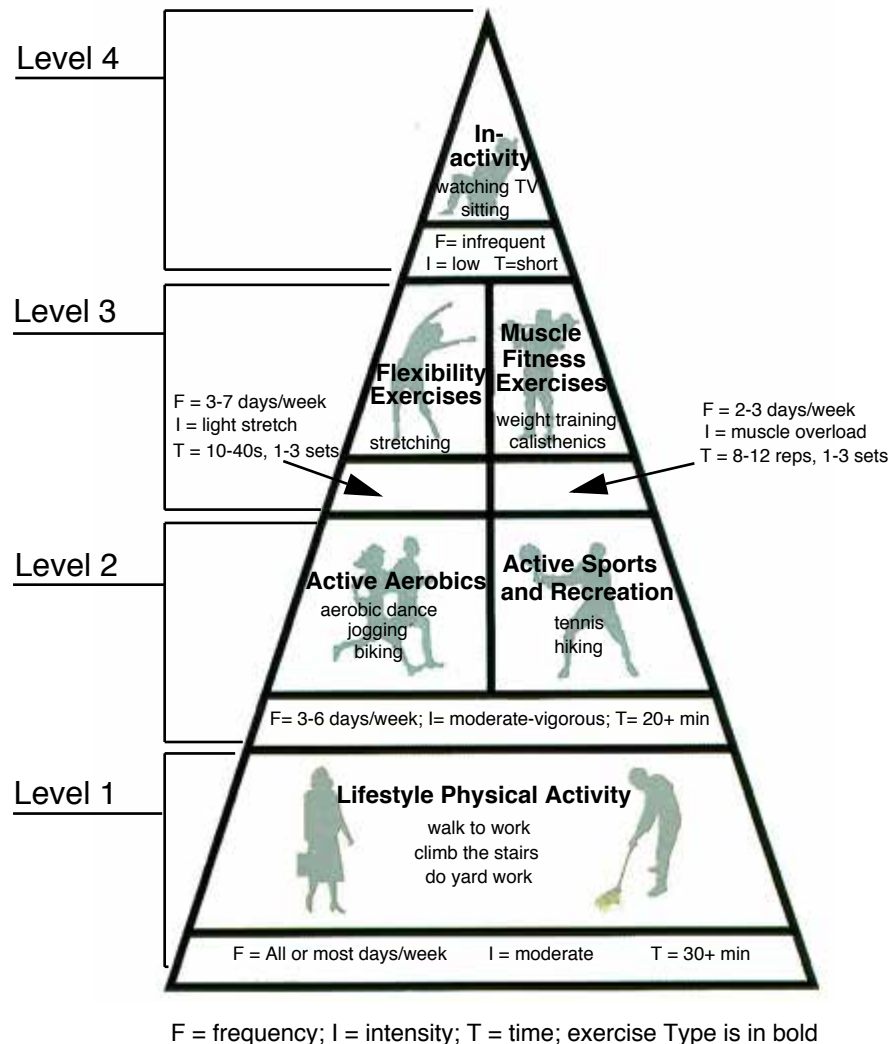 Level 4
In-
activity
watching TV
sitting
F= infrequent
I = low T=short
Level 3
Flexibility
Exercises
stretching
Muscle
Fitness
Exercises
weight training
calisthenics
F = 3-7 days/week
I = light stretch
T = 10-40s, 1-3 sets
F = 2-3 days/week
I = muscle overload
T = 8-12 reps, 1-3 sets
Level 2
Active Aerobics
aerobic dance
jogging
biking
Active Sports
and Recreation
tennis
hiking
F= 3-6 days/week; I= moderate-vigorous; T= 20+ min
Level 1
Lifestyle Physical Activity
walk to work
climb the stairs
do yard work
F = All or most days/week I = moderate T = 30+ min
F = frequency; I = intensity; T = time; exercise Type is in bold